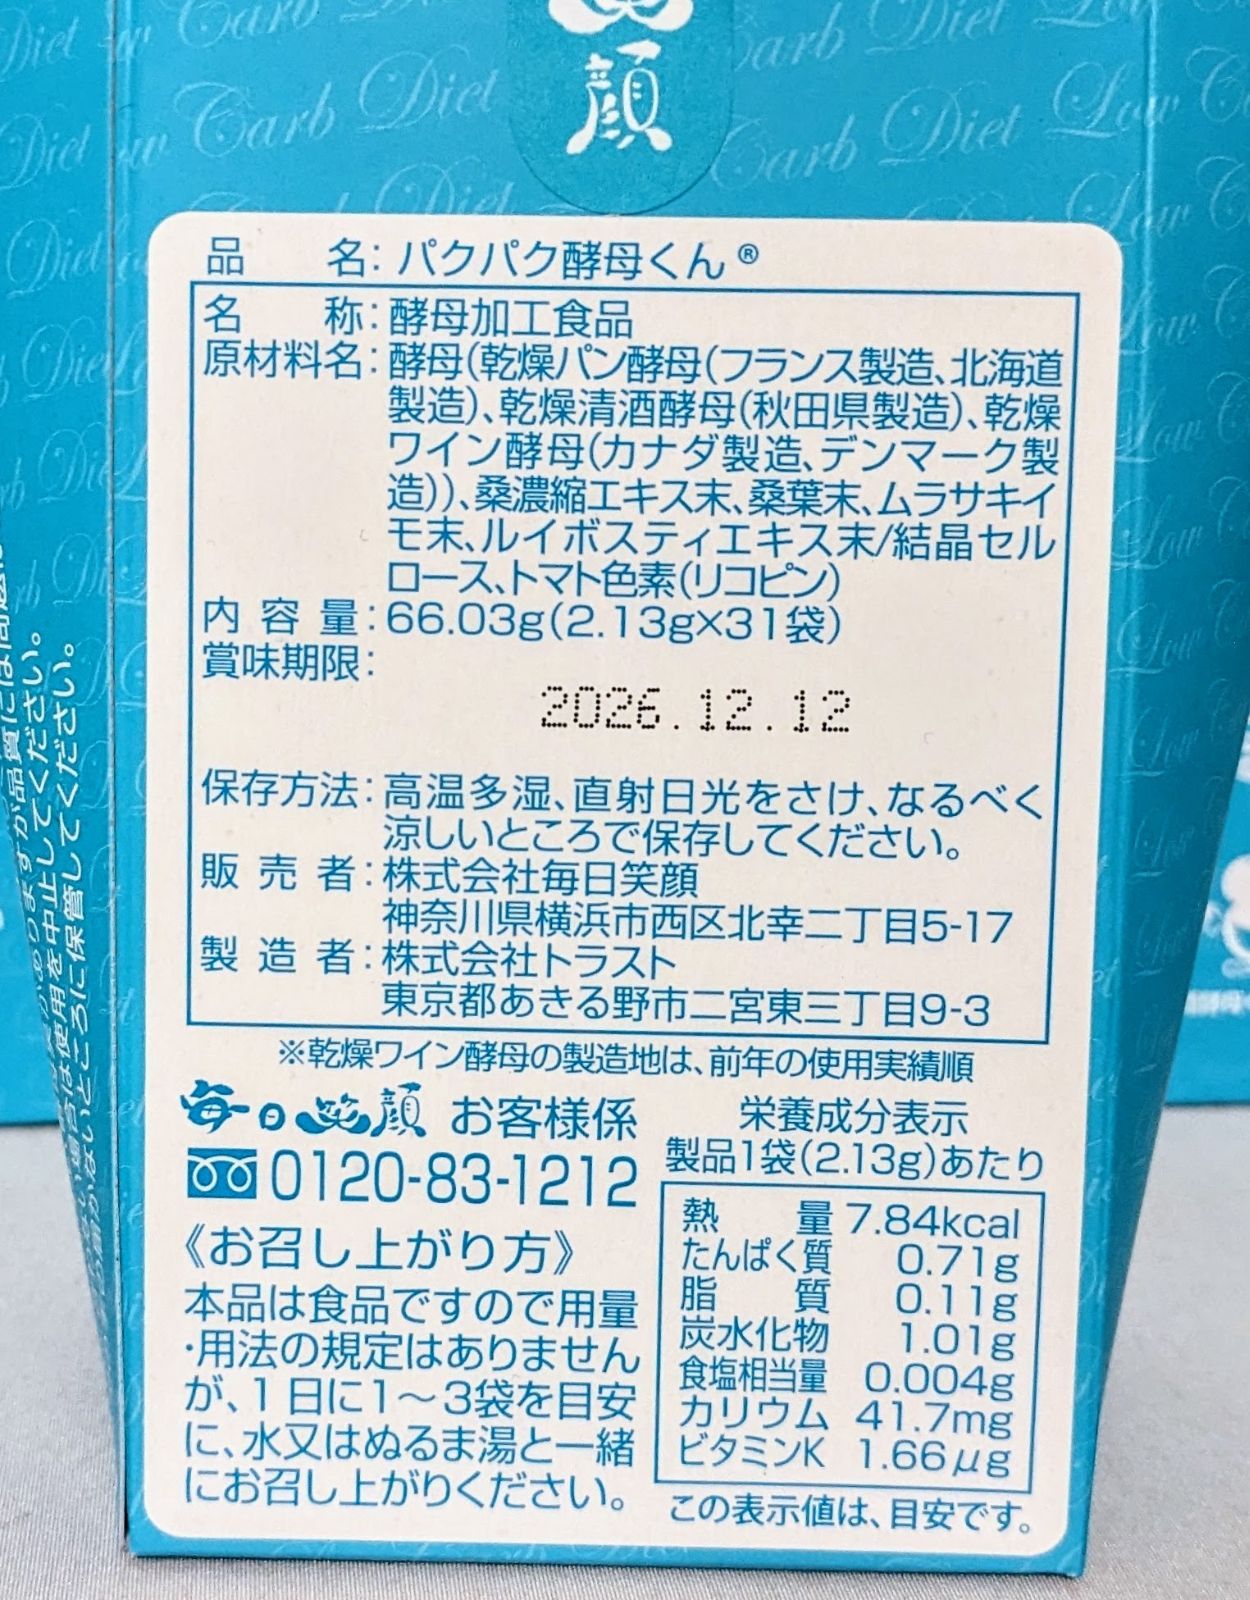 顔
品名：パクパク酵母くん®
名称：酵母加工食品
原材料名：酵母（乾燥パン酵母（フランス製造、北海道
製造）、乾燥清酒酵母（秋田県製造）、乾燥
ワイン酵母（カナダ製造、デンマーク製
造））、桑濃縮エキス末、桑葉末、ムラサキイ
モ末、ルイボスティエキス末/結晶セル
ロース、トマト色素（リコピン）
内容量：66.03g（2.13g×31袋）
賞味期限：
2026.12.12
保存方法：高温多湿、直射日光をさけ、なるべく
涼しいところで保存してください。
販売者：株式会社毎日笑顔
神奈川県横浜市西区北幸二丁目5-17
製造者：株式会社トラスト
東京都あきる野市二宮東三丁目9-3
※乾燥ワイン酵母の製造地は、前年の使用実績順
毎日笑顔 お客様係
0120-83-1212
《お召し上がり方》
本品は食品ですので用量
・用法の規定はありません
が、1日に1〜3袋を目安
に、水又はぬるま湯と一緒
にお召し上がりください。
栄養成分表示
製品1袋（2.13g）あたり
熱量 7.84kcal
たんぱく質 0.71g
脂質 0.11g
炭水化物 1.01g
食塩相当量 0.004g
カリウム 41.7mg
ビタミンK 1.66μg
この表示値は、目安です。
Low Carb Diet